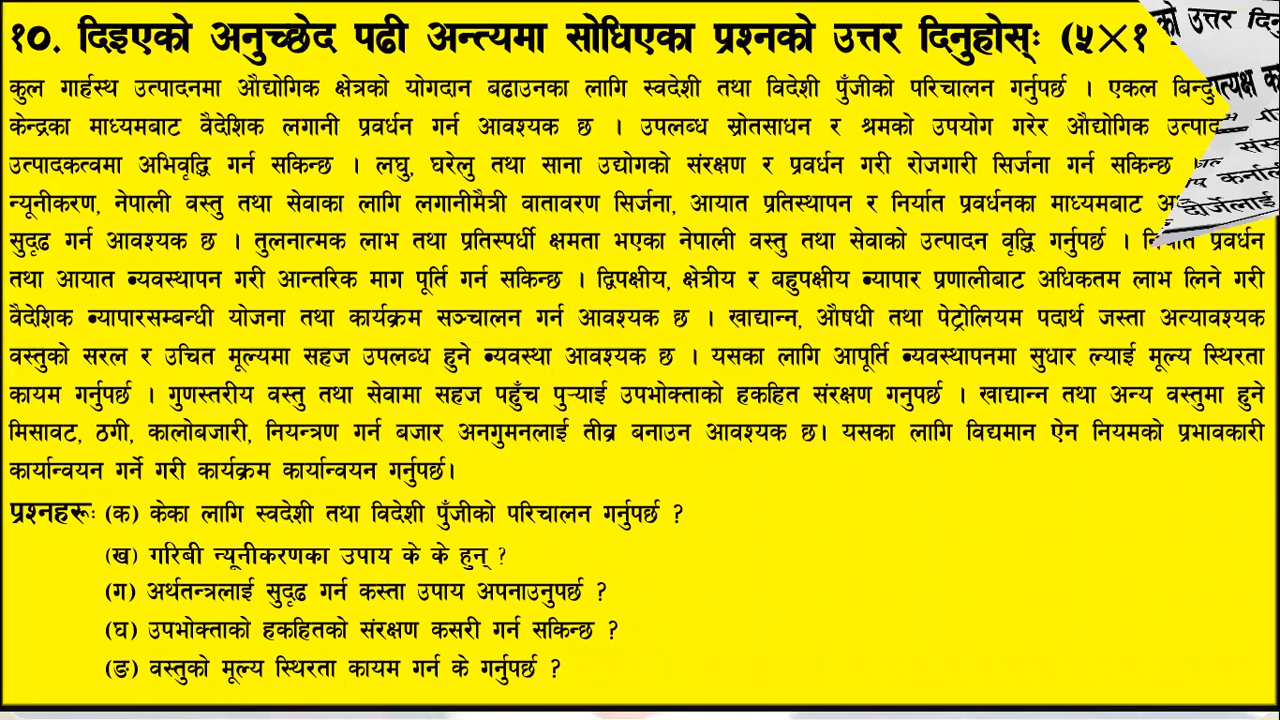 १०. दिइएको अनुच्छेद पढी अन्त्यमा सोधिएका प्रश्नको उत्तर दिनुहोस्ः (५×१
को उत्तर
कुल गार्हस्थ उत्पादनमा औद्योगिक क्षेत्रको योगदान बढाउनका लागि स्वदेशी तथा विदेशी पुँजीको परिचालन गर्नुपर्छ । एकल बिन्दु
केन्द्रका माध्यमबाट वैदेशिक लगानी प्रवर्धन गर्न आवश्यक छ । उपलब्ध स्रोतसाधन र श्रमको उपयोग गरेर औद्योगिक उत्पाद
उत्पादकत्वमा अभिवृद्धि गर्न सकिन्छ । लघु, घरेलु तथा साना उद्योगको संरक्षण र प्रवर्धन गरी रोजगारी सिर्जना गर्न सकिन्छ
न्यूनीकरण, नेपाली वस्तु तथा सेवाका लागि लगानीमैत्री वातावरण सिर्जना, आयात प्रतिस्थापन र निर्यात प्रवर्धनका माध्यमबाट
सुदृढ गर्न आवश्यक छ । तुलनात्मक लाभ तथा प्रतिस्पर्धी क्षमता भएका नेपाली वस्तु तथा सेवाको उत्पादन वृद्धि गर्नुपर्छ । निर्यात प्रवर्धन
तथा आयात व्यवस्थापन गरी आन्तरिक माग पूर्ति गर्न सकिन्छ । द्विपक्षीय, क्षेत्रीय र बहुपक्षीय व्यापार प्रणालीबाट अधिकतम लाभ लिने गरी
वैदेशिक व्यापारसम्बन्धी योजना तथा कार्यक्रम सञ्चालन गर्न आवश्यक छ । खाद्यान्न, औषधी तथा पेट्रोलियम पदार्थ जस्ता अत्यावश्यक
वस्तुको सरल र उचित मूल्यमा सहज उपलब्ध हुने व्यवस्था आवश्यक छ । यसका लागि आपूर्ति व्यवस्थापनमा सुधार ल्याई मूल्य स्थिरता
कायम गर्नुपर्छ । गुणस्तरीय वस्तु तथा सेवामा सहज पहुँच पुऱ्याई उपभोक्ताको हकहित संरक्षण गनुपर्छ । खाद्यान्न तथा अन्य वस्तुमा हुने
मिसावट, ठगी, कालोबजारी, नियन्त्रण गर्न बजार अनगुमनलाई तीव्र बनाउन आवश्यक छ। यसका लागि विद्यमान ऐन नियमको प्रभावकारी
कार्यान्वयन गर्ने गरी कार्यक्रम कार्यान्वयन गर्नुपर्छ।
प्रश्नहरूः (क) केका लागि स्वदेशी तथा विदेशी पुँजीको परिचालन गर्नुपर्छ ?
(ख) गरिबी न्यूनीकरणका उपाय के के हुन् ?
(ग) अर्थतन्त्रलाई सुदृढ गर्न कस्ता उपाय अपनाउनुपर्छ ?
(घ) उपभोक्ताको हकहितको संरक्षण कसरी गर्न सकिन्छ ?
(ङ) वस्तुको मूल्य स्थिरता कायम गर्न के गर्नुपर्छ ?